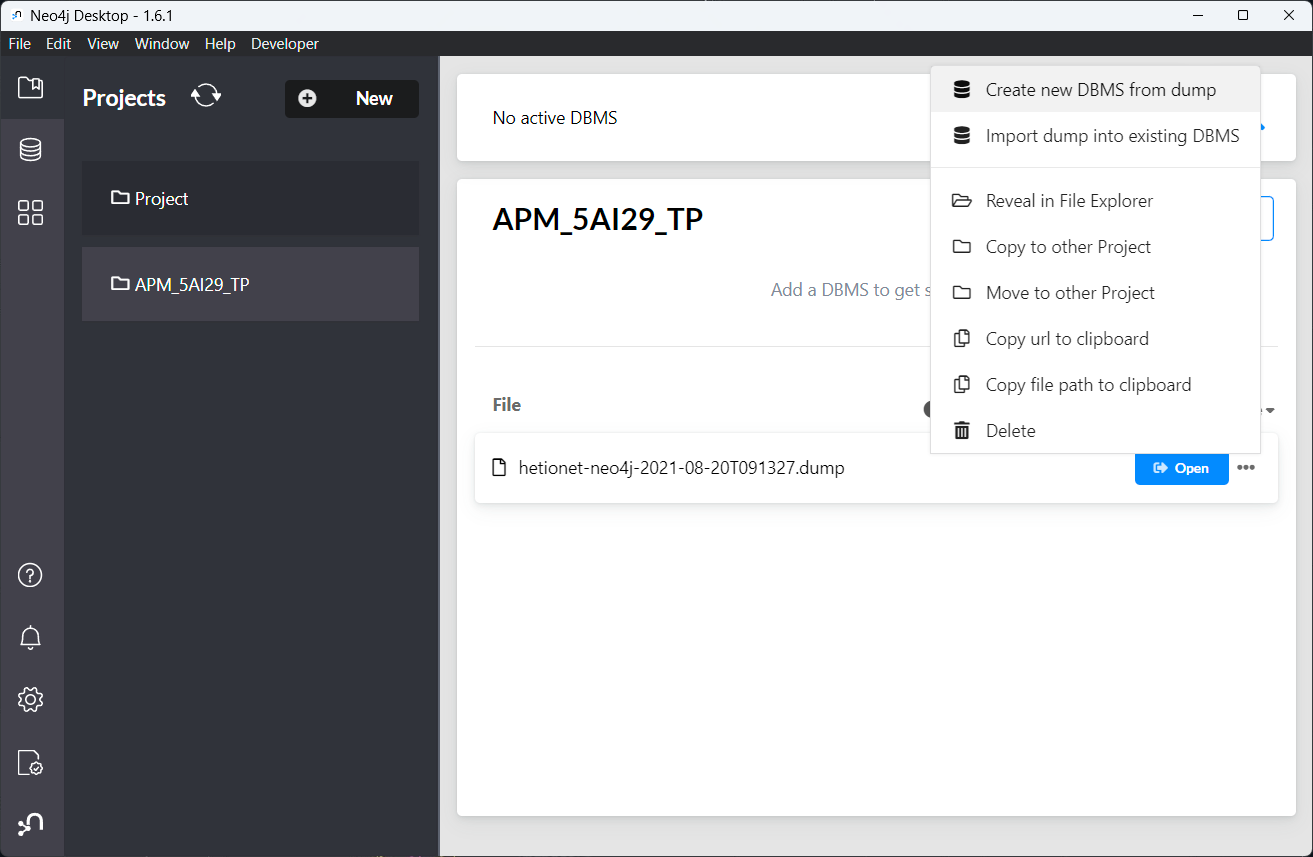 Neo4j Desktop - 1.6.1
File Edit View Window Help Developer
Projects
New
Project
APM_5AI29_TP
No active DBMS
APM_5AI29_TP
Add a DBMS to get
File
hetionet-neo4j-2021-08-20T091327.dump
Open
Create new DBMS from dump
Import dump into existing DBMS
Reveal in File Explorer
Copy to other Project
Move to other Project
Copy url to clipboard
Copy file path to clipboard
Delete